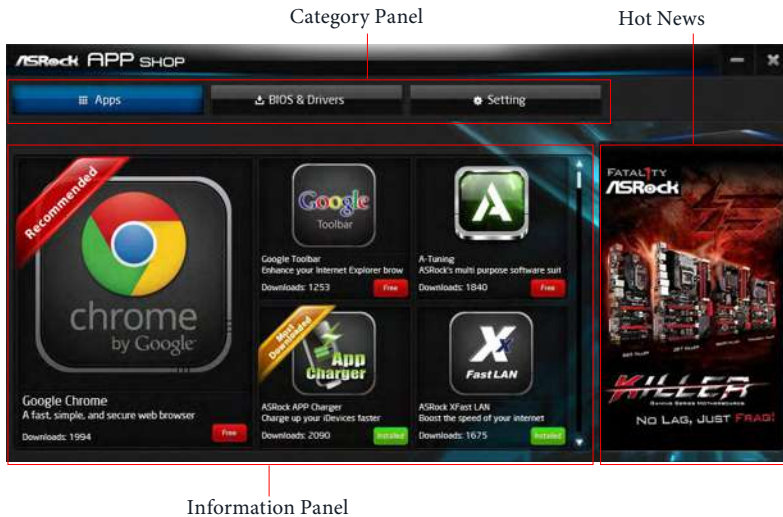 Category Panel
Hot News
ASRock APP SHOP
Apps
BIOS & Drivers
Setting
Recommended
chrome
by Google
Google Chrome
A fast, simple, and secure web browser
Downloads: 1994
Free
Google
Toolbar
Google Toolbar
Enhance your Internet Explorer brow
Downloads: 1253
Free
A-Tuning
ASRock's multi purpose software suit
Downloads: 1840
Free
Most
Downloaded
App
Charger
ASRock APP Charger
Charge up your iDevices faster
Downloads: 2090
Installed
X
Fast LAN
ASRock XFast LAN
Boost the speed of your internet
Downloads: 1675
Installed
FATAL1TY
ASRock
KILLER
NO LAG, JUST FRAG!
Information Panel